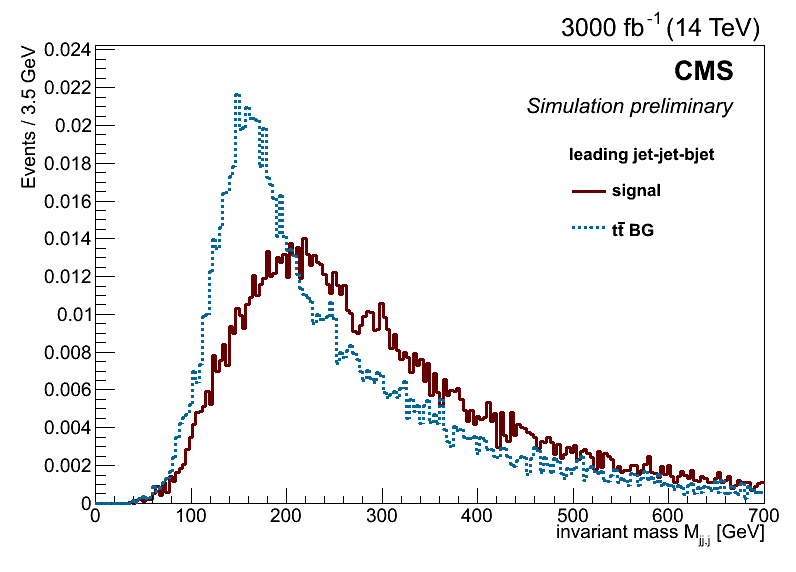 3000 fb-1 (14 TeV)
CMS
Simulation preliminary
leading jet-jet-bjet
signal
tt̄ BG
Events / 3.5 GeV
0.024
0.022
0.02
0.018
0.016
0.014
0.012
0.01
0.008
0.006
0.004
0.002
0
0 100 200 300 400 500 600 700
invariant mass Mjj,j [GeV]